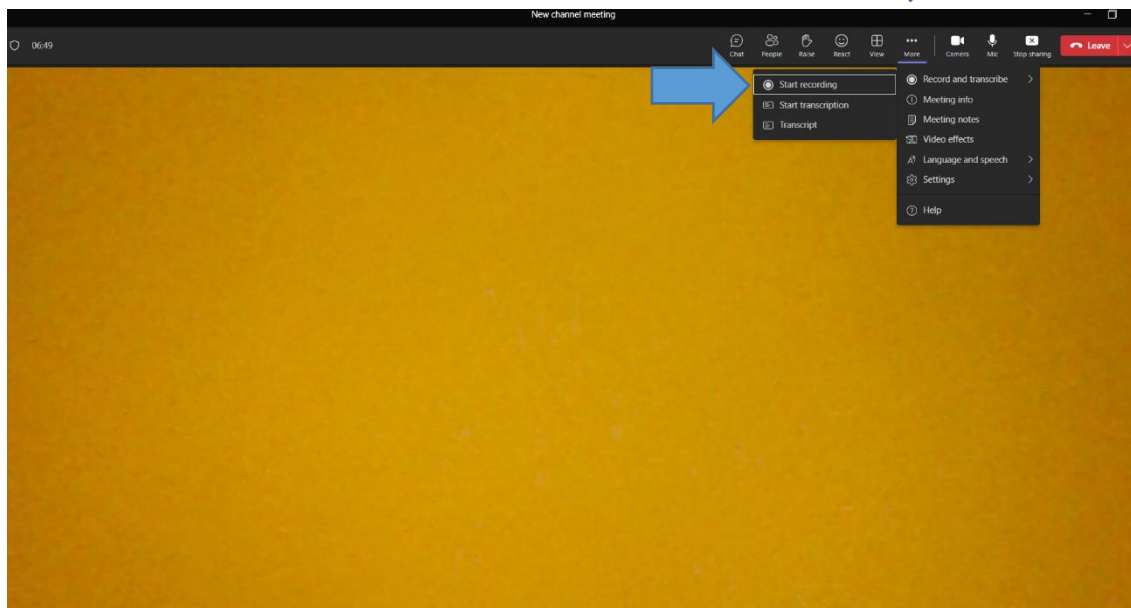 New channel meeting
06:49
Chat People Raise React View More Camera Mic Stop sharing Leave
Start recording
Start transcription
Transcript
Record and transcribe
Meeting info
Meeting notes
Video effects
Language and speech
Settings
Help